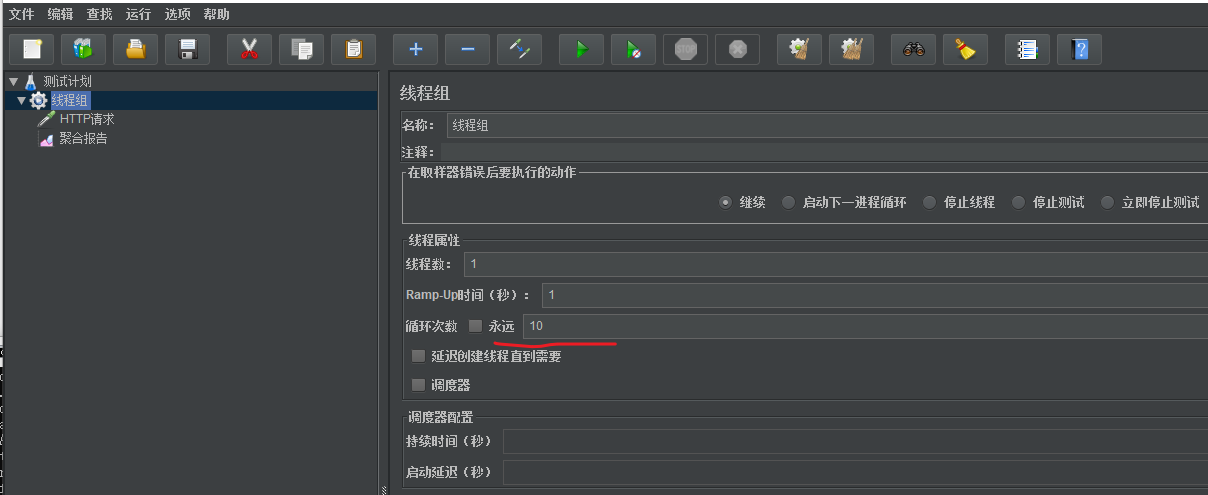 文件 编辑 查找 运行 选项 帮助
STOP
测试计划
线程组
HTTP请求
聚合报告
线程组
名称： 线程组
注释：
在取样器错误后要执行的动作
继续 启动下一进程循环 停止线程 停止测试 立即停止测试
线程属性
线程数： 1
Ramp-Up时间（秒）： 1
循环次数 永远 10
延迟创建线程直到需要
调度器
调度器配置
持续时间（秒）
启动延迟（秒）